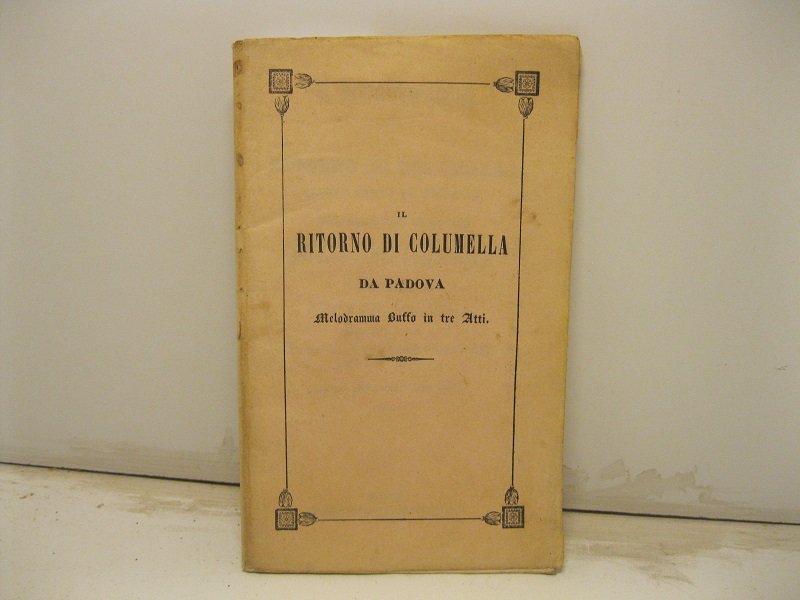 IL
RITORNO DI COLUMELLA
DA PADOVA
Melodramma Buffo in tre Atti.